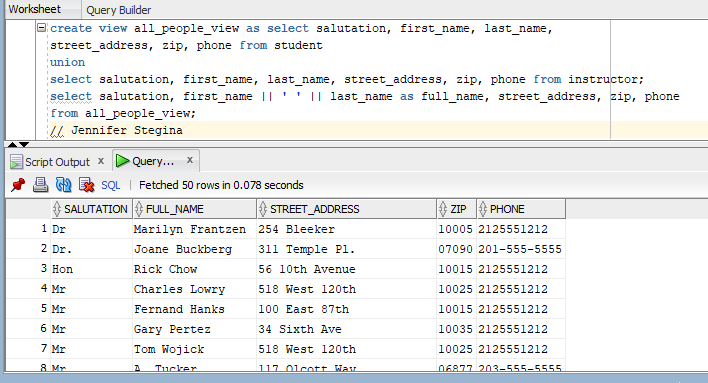 Worksheet Query Builder
create view all_people_view as select salutation, first_name, last_name,
street_address, zip, phone from student
union
select salutation, first_name, last_name, street_address, zip, phone from instructor;
select salutation, first_name || ' ' || last_name as full_name, street_address, zip, phone
from all_people_view;
// Jennifer Stegina
Script Output x Query... x
SQL | Fetched 50 rows in 0.078 seconds
SALUTATION FULL_NAME STREET_ADDRESS ZIP PHONE
1 Dr Marilyn Frantzen 254 Bleeker 10005 2125551212
2 Dr. Joane Buckberg 311 Temple Pl. 07090 201-555-5555
3 Hon Rick Chow 56 10th Avenue 10015 2125551212
4 Mr Charles Lowry 518 West 120th 10025 2125551212
5 Mr Fernand Hanks 100 East 87th 10015 2125551212
6 Mr Gary Pertez 34 Sixth Ave 10035 2125551212
7 Mr Tom Wojick 518 West 120th 10025 2125551212
8 Mr A. Tucker 117 Olcott Way 06877 203-555-5555